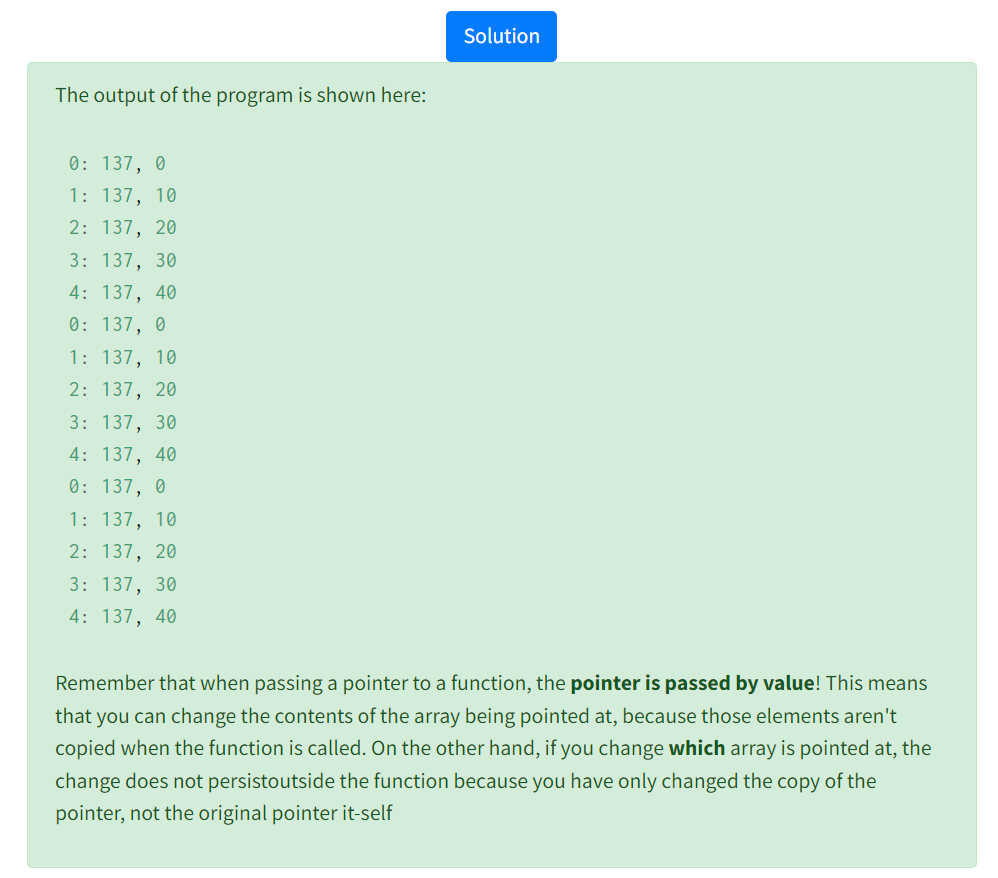 Solution
The output of the program is shown here:
0: 137, 0
1: 137, 10
2: 137, 20
3: 137, 30
4: 137, 40
0: 137, 0
1: 137, 10
2: 137, 20
3: 137, 30
4: 137, 40
0: 137, 0
1: 137, 10
2: 137, 20
3: 137, 30
4: 137, 40
Remember that when passing a pointer to a function, the pointer is passed by value! This means
that you can change the contents of the array being pointed at, because those elements aren't
copied when the function is called. On the other hand, if you change which array is pointed at, the
change does not persistoutside the function because you have only changed the copy of the
pointer, not the original pointer it-self